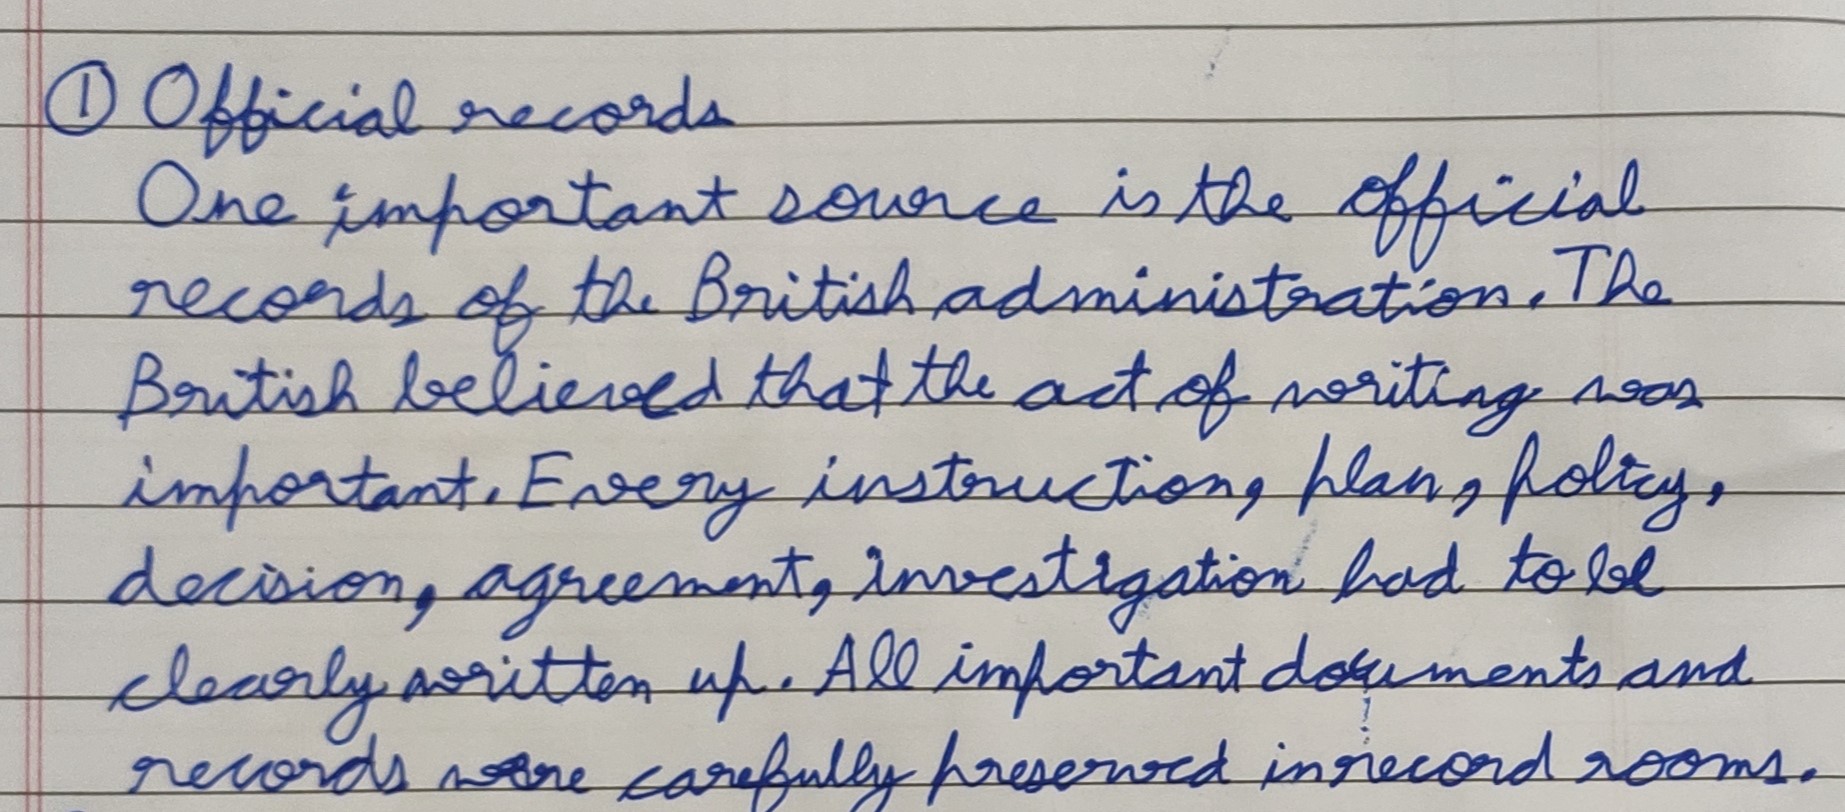 ① Official records
One important source is the official
records of the British administration. The
British believed that the act of writing was
important. Every instruction, plan, policy,
decision, agreement, investigation had to be
clearly written up. All important documents and
records were carefully preserved in record rooms.